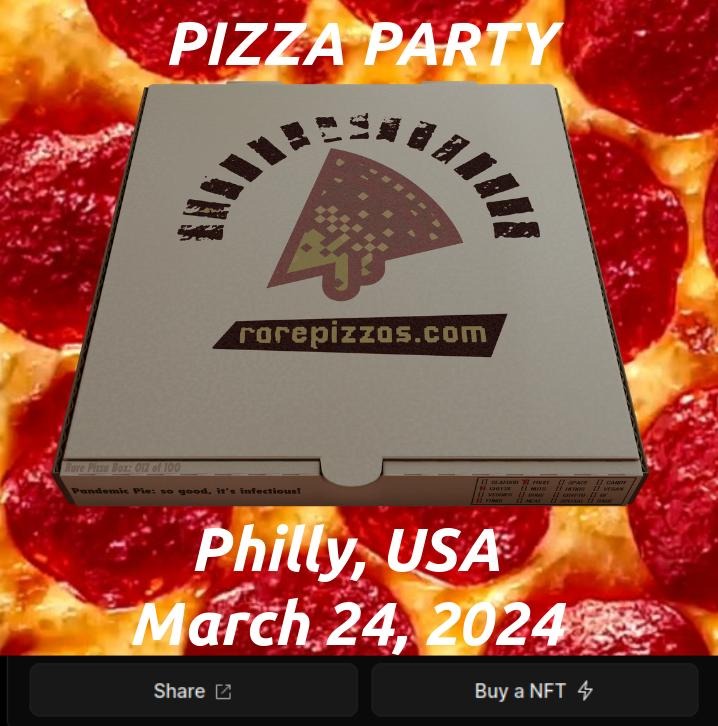 PIZZA PARTY
rarepizzas.com
Rare Pizza Box: 012 of 100
Pandemic Pie: so good, it's infectious!
Philly, USA
March 24, 2024
Share
Buy a NFT